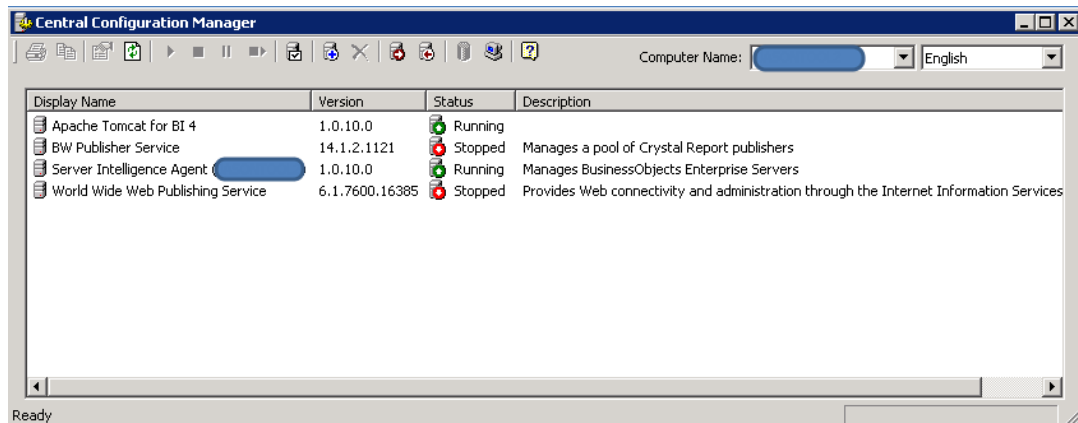 Central Configuration Manager
Computer Name: English
Display Name Version Status Description
Apache Tomcat for BI 4 1.0.10.0 Running
BW Publisher Service 14.1.2.1121 Stopped Manages a pool of Crystal Report publishers
Server Intelligence Agent ( ) 1.0.10.0 Running Manages BusinessObjects Enterprise Servers
World Wide Web Publishing Service 6.1.7600.16385 Stopped Provides Web connectivity and administration through the Internet Information Services
Ready